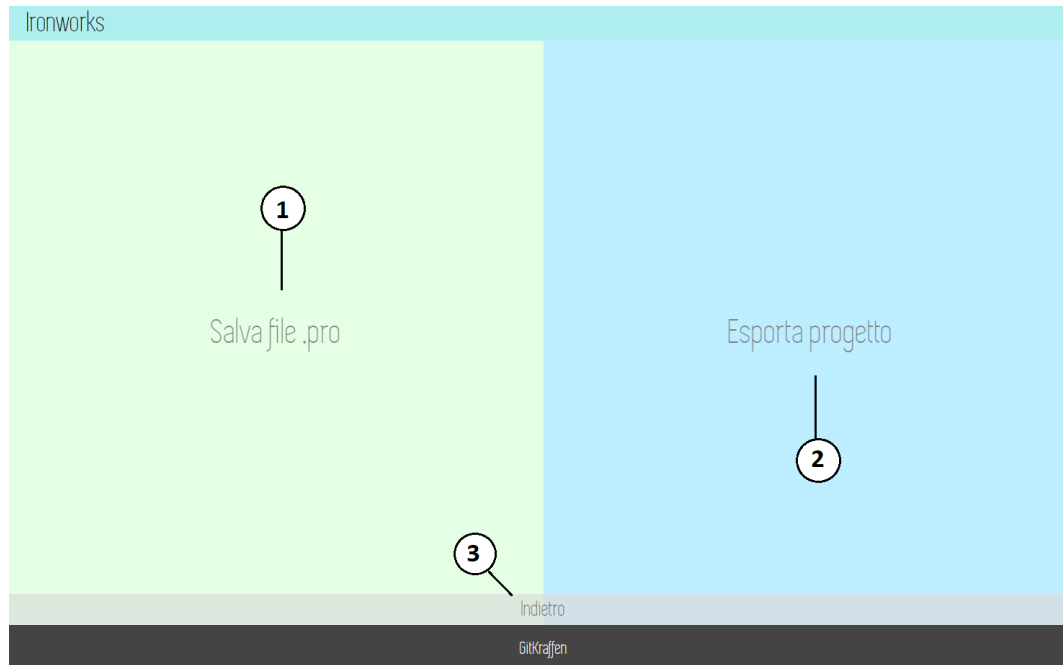 Ironworks
1
Salva file .pro
Esporta progetto
2
3
Indietro
GitKraffen